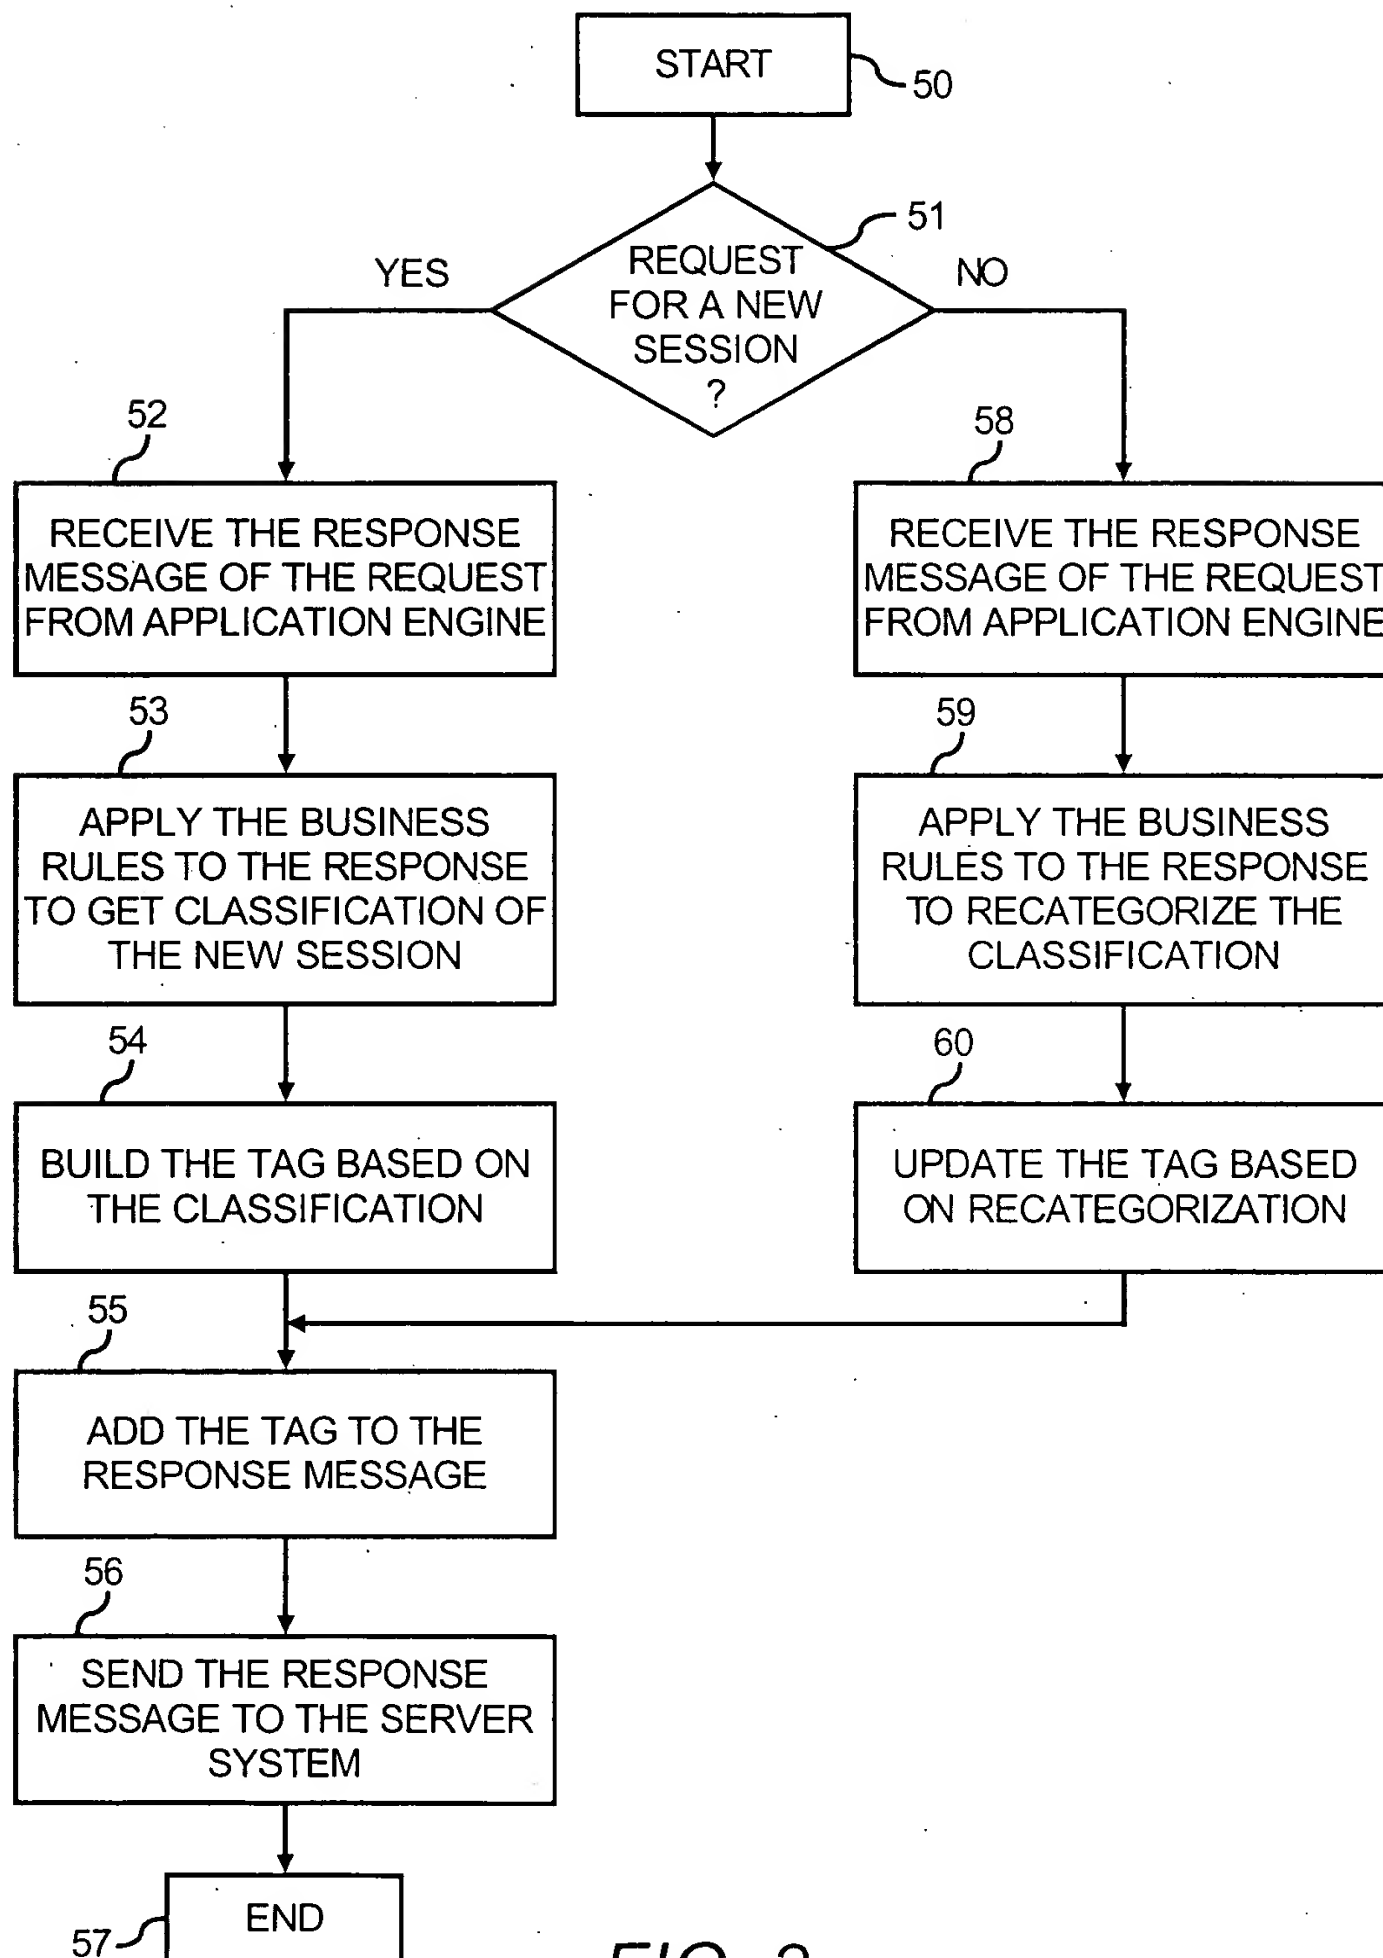 START
50
51
REQUEST
FOR A NEW
SESSION
?
YES
NO
52
RECEIVE THE RESPONSE
MESSAGE OF THE REQUEST
FROM APPLICATION ENGINE
58
RECEIVE THE RESPONSE
MESSAGE OF THE REQUEST
FROM APPLICATION ENGINE
53
APPLY THE BUSINESS
RULES TO THE RESPONSE
TO GET CLASSIFICATION OF
THE NEW SESSION
59
APPLY THE BUSINESS
RULES TO THE RESPONSE
TO RECATEGORIZE THE
CLASSIFICATION
54
BUILD THE TAG BASED ON
THE CLASSIFICATION
60
UPDATE THE TAG BASED
ON RECATEGORIZATION
55
ADD THE TAG TO THE
RESPONSE MESSAGE
56
SEND THE RESPONSE
MESSAGE TO THE SERVER
SYSTEM
END
57
FIG.